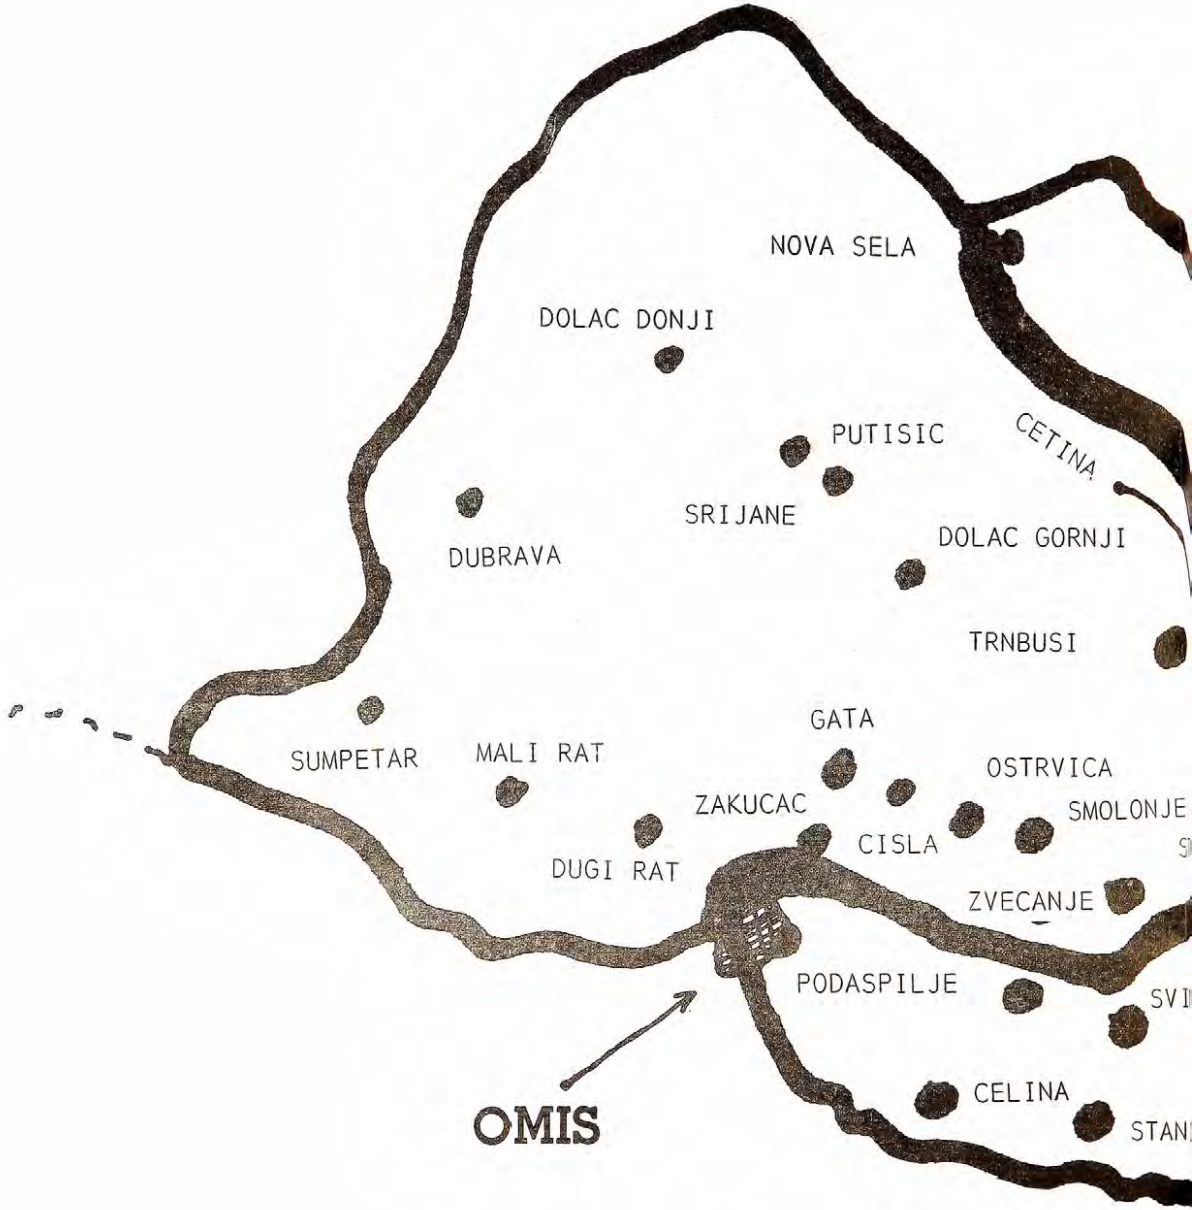 NOVA SELA
DOLAC DONJI
PUTISIC
CETINA
SRIJANE
DOLAC GORNJI
DUBRAVA
TRNBUSI
GATA
SUMPETAR
MALI RAT
OSTRVICA
ZAKUCAC
SMOLONJE
CISLA
DUGI RAT
ZVECANJE
PODASPILJE
CELINA
OMIS